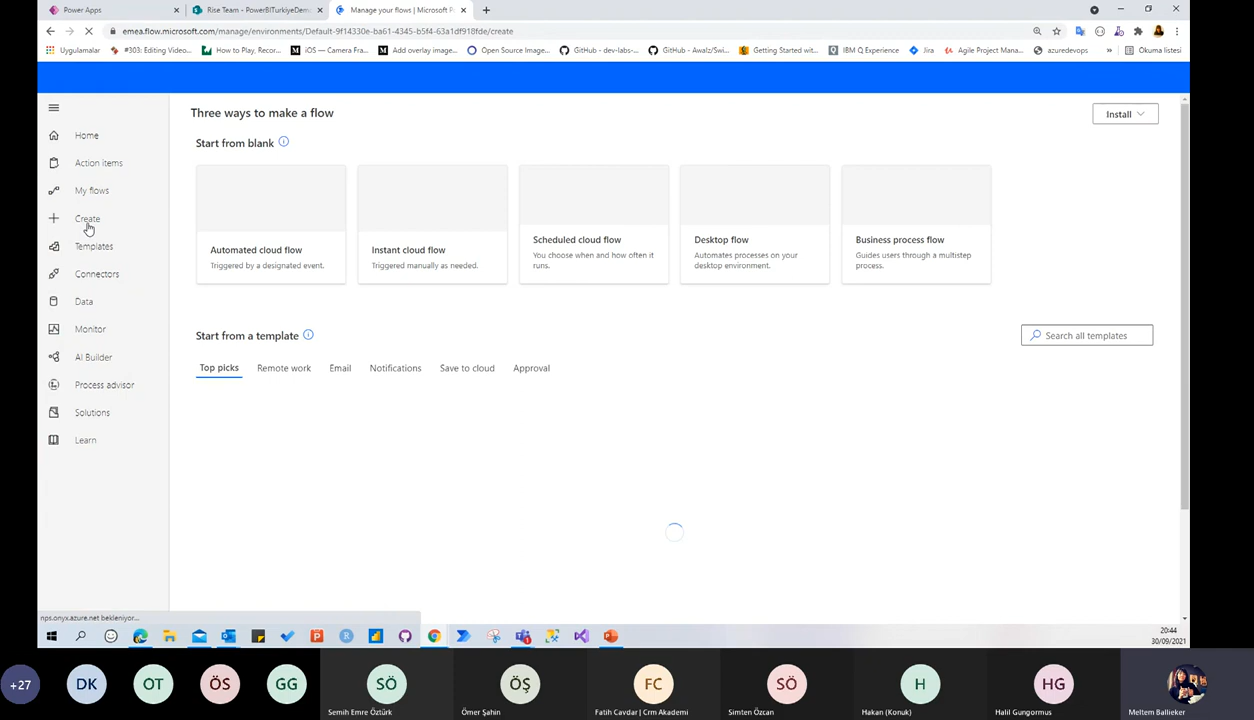 Power Apps
Rise Team - PowerBITurkiyeDem
Manage your flows | Microsoft P
emea.flow.microsoft.com/manage/environments/Default-9f14330e-ba61-4345-b5f4-63a1df918fde/create
Uygulamalar
#303: Editing Video...
How to Play, Recor...
iOS — Camera Fra...
Add overlay image...
Open Source Image...
GitHub - dev-labs-...
GitHub - Awalz/Swi...
Getting Started wit...
IBM Q Experience
Jira
Agile Project Mana...
azuredevops
»
Okuma listesi
Three ways to make a flow
Install
Start from blank
Home
Action items
My flows
Create
Templates
Connectors
Data
Monitor
AI Builder
Process advisor
Solutions
Learn
Automated cloud flow
Triggered by a designated event.
Instant cloud flow
Triggered manually as needed.
Scheduled cloud flow
You choose when and how often it
runs.
Desktop flow
Automates processes on your
desktop environment.
Business process flow
Guides users through a multistep
process.
Start from a template
Search all templates
Top picks
Remote work
Email
Notifications
Save to cloud
Approval
nps.onyx.azure.net bekleniyor...
20:44
30/09/2021
+27
DK
OT
ÖS
GG
SÖ
Semih Emre Öztürk
ÖŞ
Ömer Şahin
FC
Fatih Cavdar | Crm Akademi
SÖ
Simten Özcan
H
Hakan (Konuk)
HG
Halil Gungormus
Meltem Ballieker